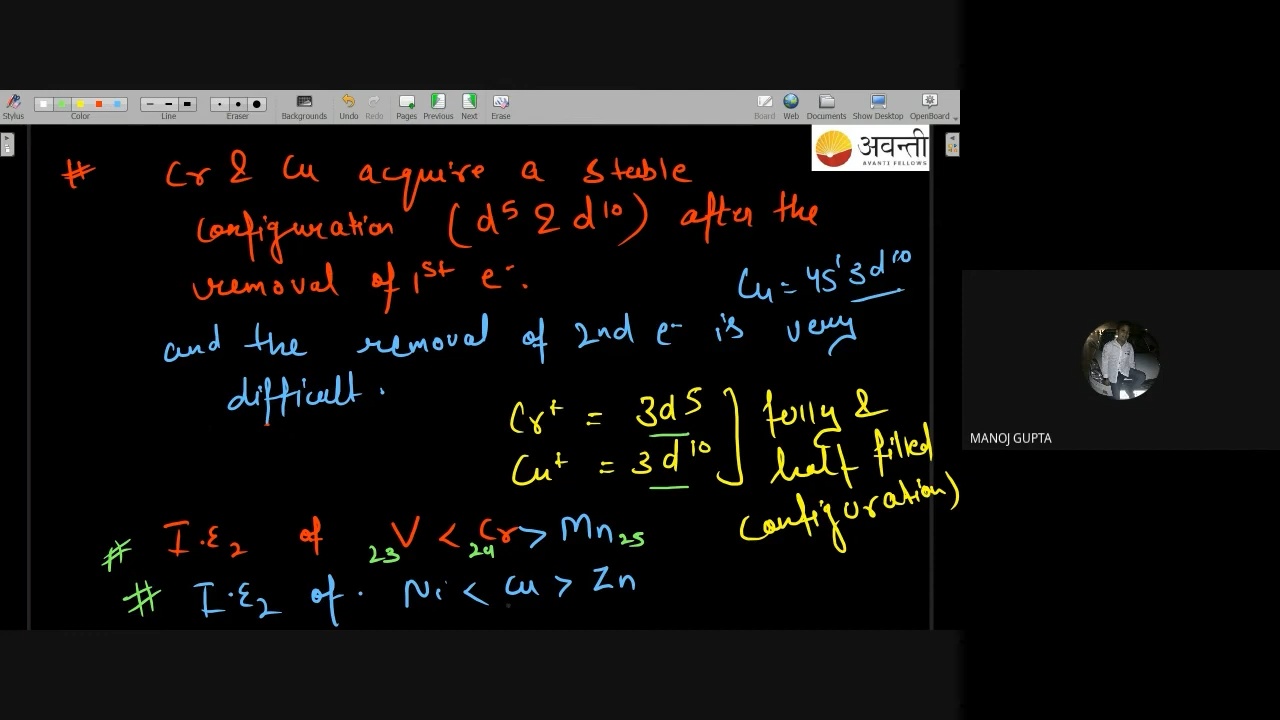 Stylus
Color
Line
Eraser
Backgrounds
Undo
Redo
Pages
Previous
Next
Erase
Board
Web
Documents
Show Desktop
OpenBoard
अवन्ती
AVANTI FELLOWS
# Cr & Cu acquire a stable
configuration (d⁵ & d¹⁰) after the
removal of 1st e⁻.
Cu = 4s¹ 3d¹⁰
and the removal of 2nd e⁻ is very
difficult.
Cr⁺ = 3d⁵
Cu⁺ = 3d¹⁰
fully &
half filled
configuration)
# I.E₂ of ₂₃V < ₂₄Cr > Mn₂₅
# I.E₂ of. Ni < Cu > Zn
MANOJ GUPTA